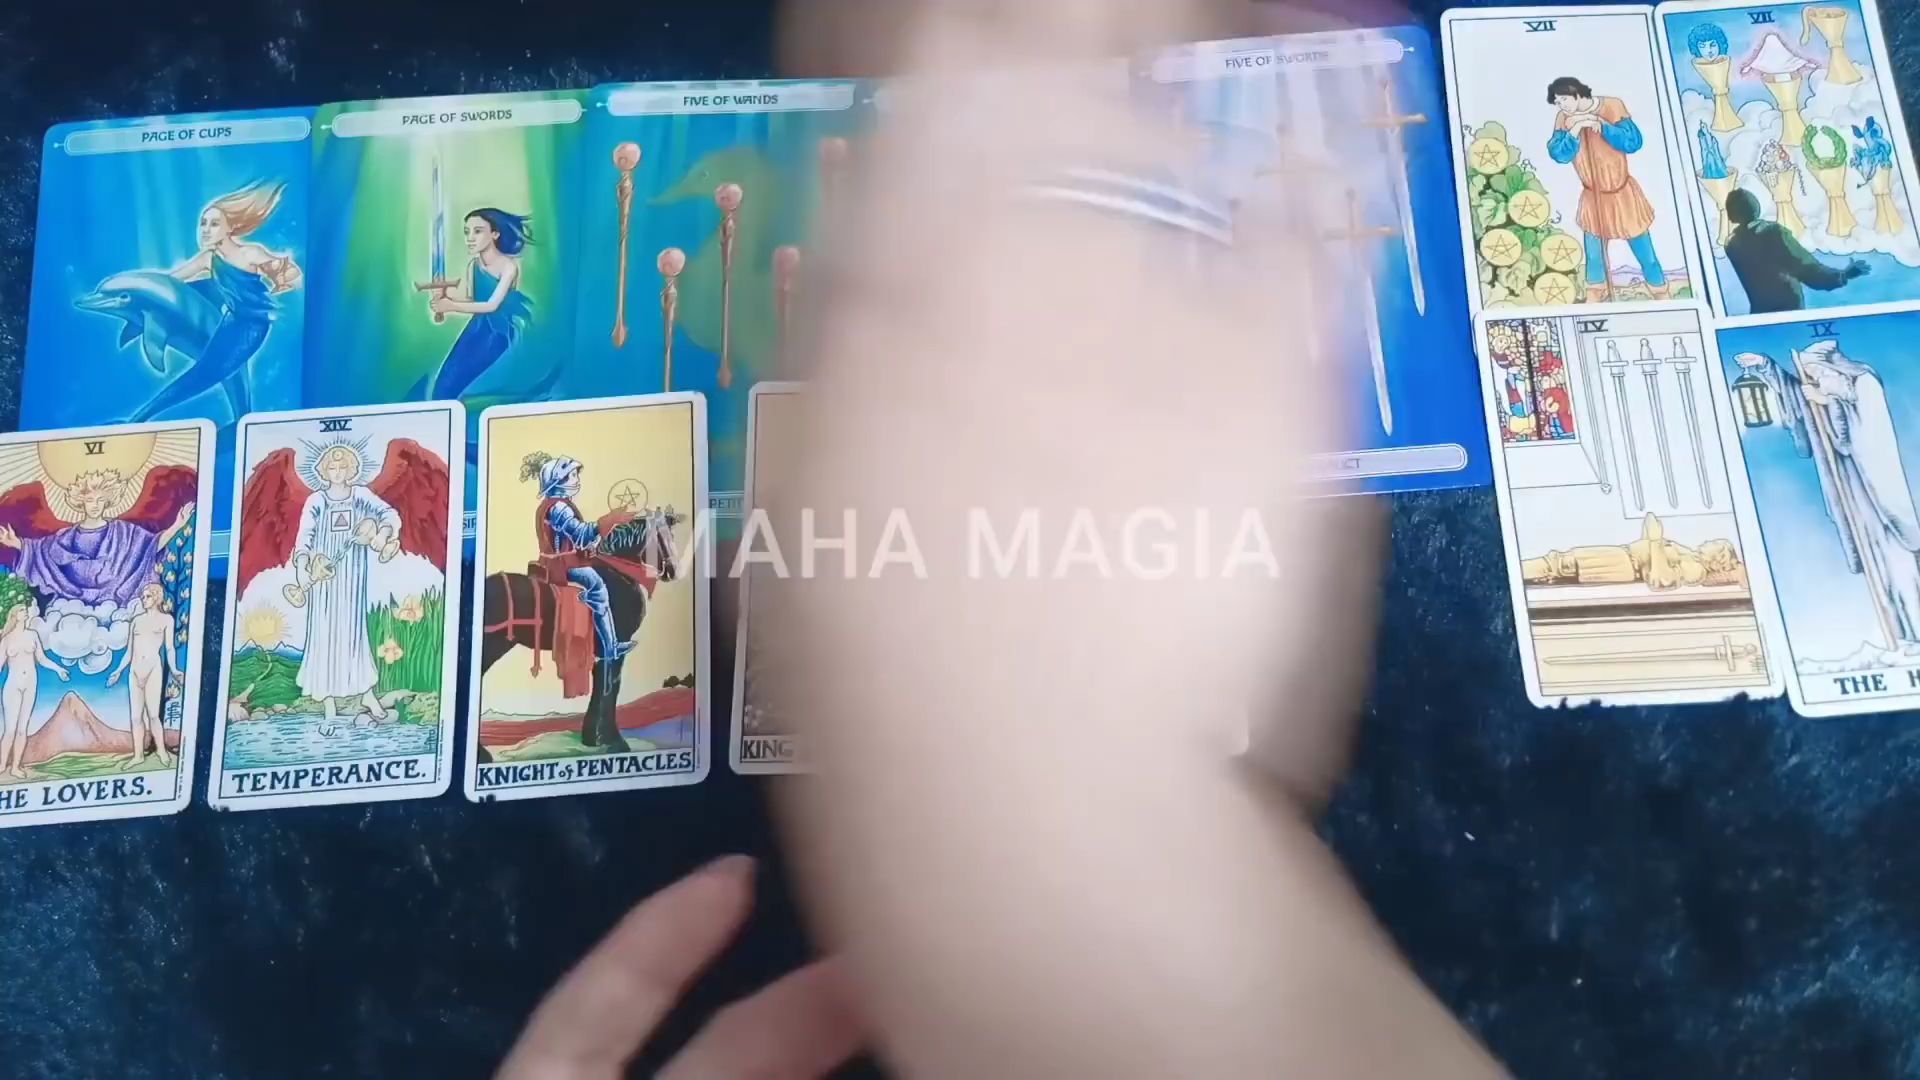 PAGE OF CUPS
PAGE OF SWORDS
FIVE OF WANDS
FIVE OF SWORDS
VII
VII
VI
XIV
IV
IX
MAHA MAGIA
HE LOVERS.
TEMPERANCE.
KNIGHT of PENTACLES
KING
THE H